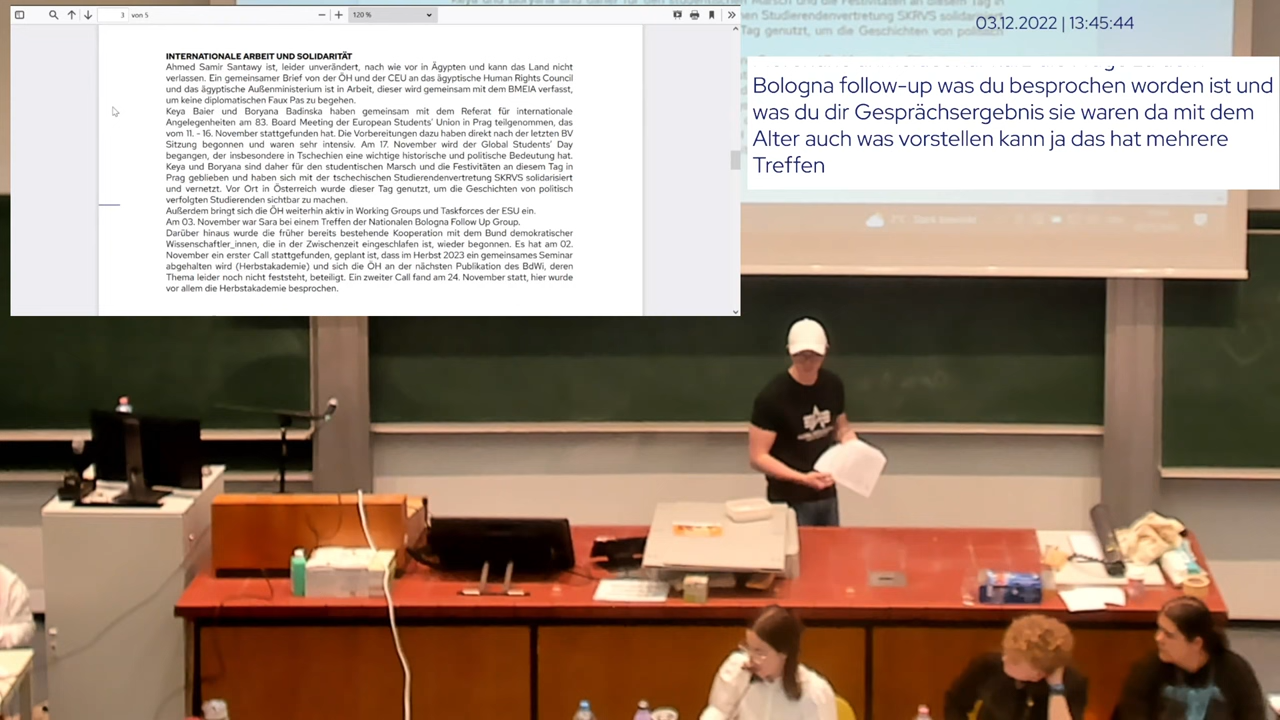 3 von 5
120 %
INTERNATIONALE ARBEIT UND SOLIDARITÄT
Ahmed Samir Santawy ist, leider unverändert, nach wie vor in Ägypten und kann das Land nicht
verlassen. Ein gemeinsamer Brief von der ÖH und der CEU an das ägyptische Human Rights Council
und das ägyptische Außenministerium ist in Arbeit, dieser wird gemeinsam mit dem BMEIA verfasst,
um keine diplomatischen Faux Pas zu begehen.
Keya Baier und Boryana Badinska haben gemeinsam mit dem Referat für internationale
Angelegenheiten am 83. Board Meeting der European Students' Union in Prag teilgenommen, das
vom 11. - 16. November stattgefunden hat. Die Vorbereitungen dazu haben direkt nach der letzten BV
Sitzung begonnen und waren sehr intensiv. Am 17. November wird der Global Students' Day
begangen, der insbesondere in Tschechien eine wichtige historische und politische Bedeutung hat.
Keya und Boryana sind daher für den studentischen Marsch und die Festivitäten an diesem Tag in
Prag geblieben und haben sich mit der tschechischen Studierendenvertretung SKRVS solidarisiert
und vernetzt. Vor Ort in Österreich wurde dieser Tag genutzt, um die Geschichten von politisch
verfolgten Studierenden sichtbar zu machen.
Außerdem bringt sich die ÖH weiterhin aktiv in Working Groups und Taskforces der ESU ein.
Am 03. November war Sara bei einem Treffen der Nationalen Bologna Follow Up Group.
Darüber hinaus wurde die früher bereits bestehende Kooperation mit dem Bund demokratischer
Wissenschaftler_innen, die in der Zwischenzeit eingeschlafen ist, wieder begonnen. Es hat am 02.
November ein erster Call stattgefunden, geplant ist, dass im Herbst 2023 ein gemeinsames Seminar
abgehalten wird (Herbstakademie) und sich die ÖH an der nächsten Publikation des BdWi, deren
Thema leider noch nicht feststeht, beteiligt. Ein zweiter Call fand am 24. November statt, hier wurde
vor allem die Herbstakademie besprochen.
03.12.2022 | 13:45:44
Bologna follow-up was du besprochen worden ist und
was du dir Gesprächsergebnis sie waren da mit dem
Alter auch was vorstellen kann ja das hat mehrere
Treffen
en Studierendenvertretung SKRVS solidaris
Tag genutzt, um die Geschichten von politisch